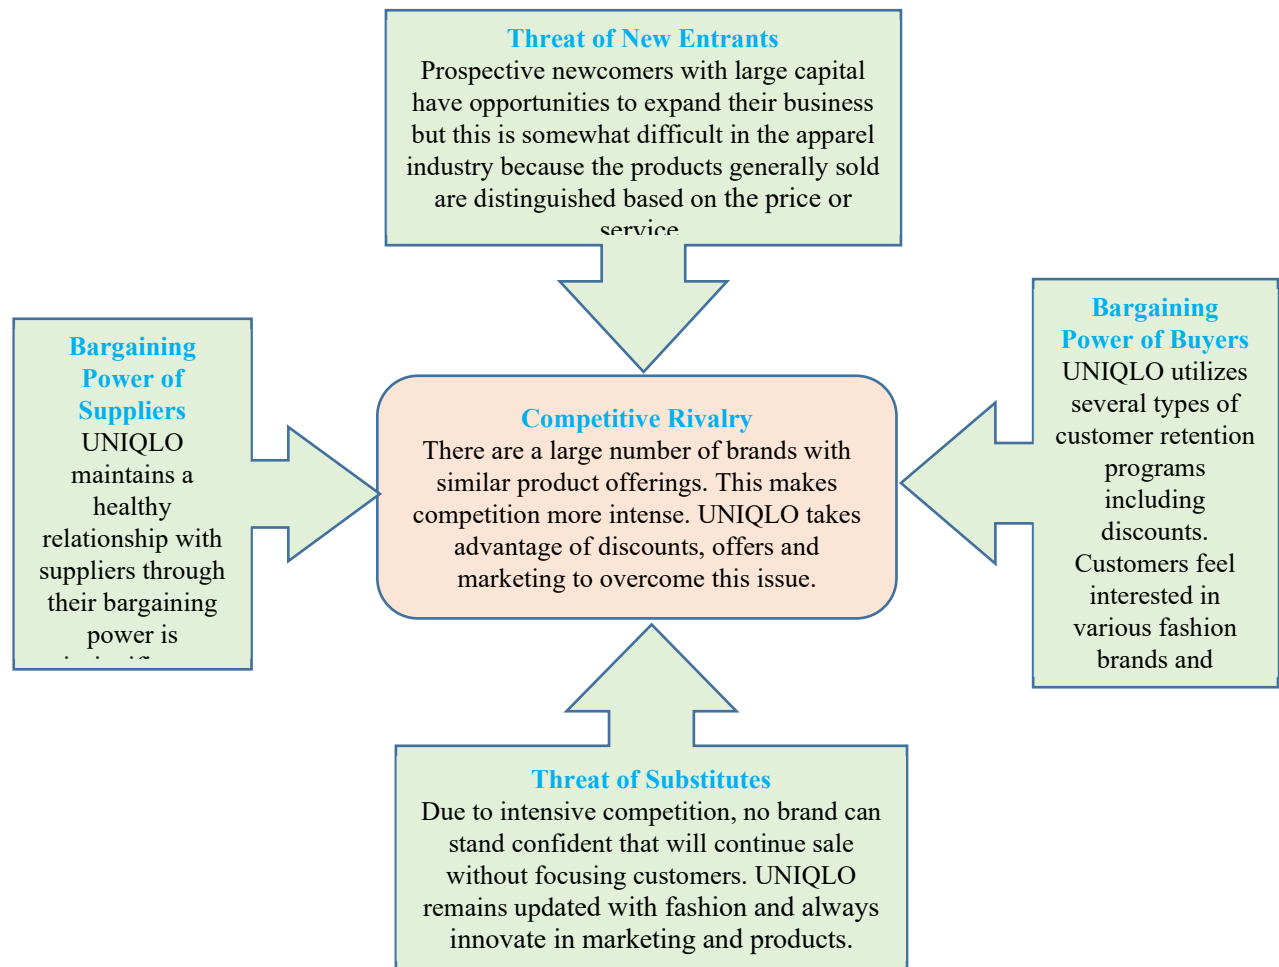 Threat of New Entrants
Prospective newcomers with large capital
have opportunities to expand their business
but this is somewhat difficult in the apparel
industry because the products generally sold
are distinguished based on the price or
service
Bargaining
Power of
Suppliers
UNIQLO
maintains a
healthy
relationship with
suppliers through
their bargaining
power is
Competitive Rivalry
There are a large number of brands with
similar product offerings. This makes
competition more intense. UNIQLO takes
advantage of discounts, offers and
marketing to overcome this issue.
Bargaining
Power of Buyers
UNIQLO utilizes
several types of
customer retention
programs
including
discounts.
Customers feel
interested in
various fashion
brands and
Threat of Substitutes
Due to intensive competition, no brand can
stand confident that will continue sale
without focusing customers. UNIQLO
remains updated with fashion and always
innovate in marketing and products.